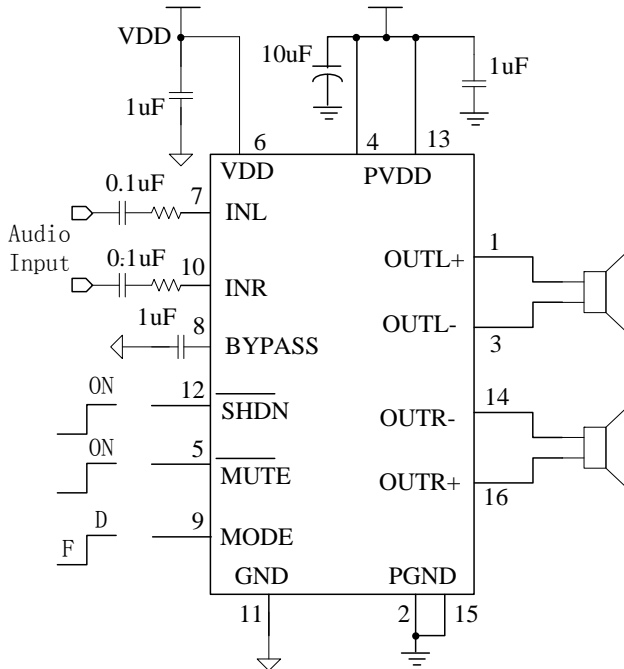 VDD
10uF
1uF
1uF
6
4
13
VDD
PVDD
0.1uF
7
INL
Audio
Input
0.1uF
10
INR
1uF
8
BYPASS
1
OUTL+
OUTL-
3
ON
12
SHDN
14
OUTR-
ON
5
MUTE
OUTR+
16
F
D
9
MODE
GND
PGND
11
2
15